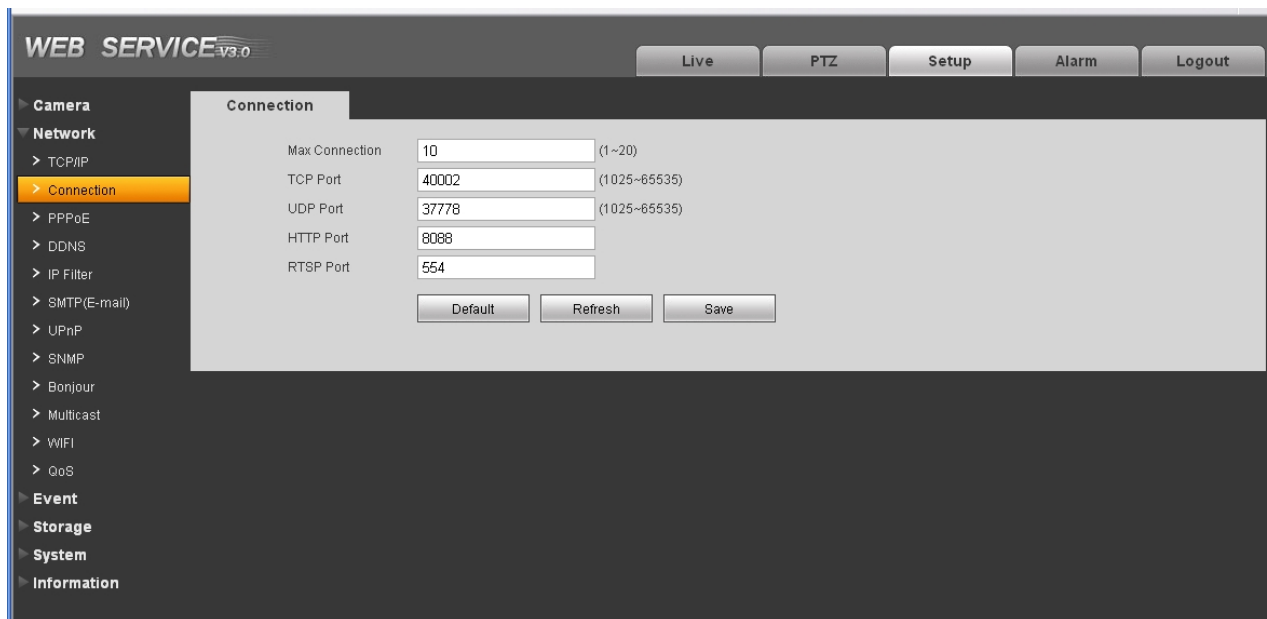 WEB SERVICE V3.0
Live PTZ Setup Alarm Logout
Camera
Network
TCP/IP
Connection
PPPoE
DDNS
IP Filter
SMTP(E-mail)
UPnP
SNMP
Bonjour
Multicast
WIFI
QoS
Event
Storage
System
Information
Connection
Max Connection 10 (1~20)
TCP Port 40002 (1025~65535)
UDP Port 37778 (1025~65535)
HTTP Port 8088
RTSP Port 554
Default Refresh Save